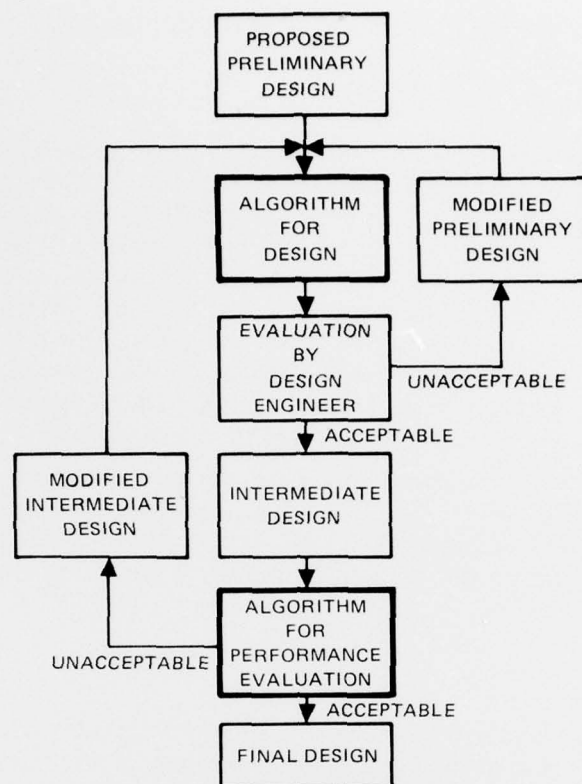 PROPOSED
PRELIMINARY
DESIGN
ALGORITHM
FOR
DESIGN
MODIFIED
PRELIMINARY
DESIGN
EVALUATION
BY
DESIGN
ENGINEER
UNACCEPTABLE
ACCEPTABLE
MODIFIED
INTERMEDIATE
DESIGN
INTERMEDIATE
DESIGN
ALGORITHM
FOR
PERFORMANCE
EVALUATION
UNACCEPTABLE
ACCEPTABLE
FINAL DESIGN